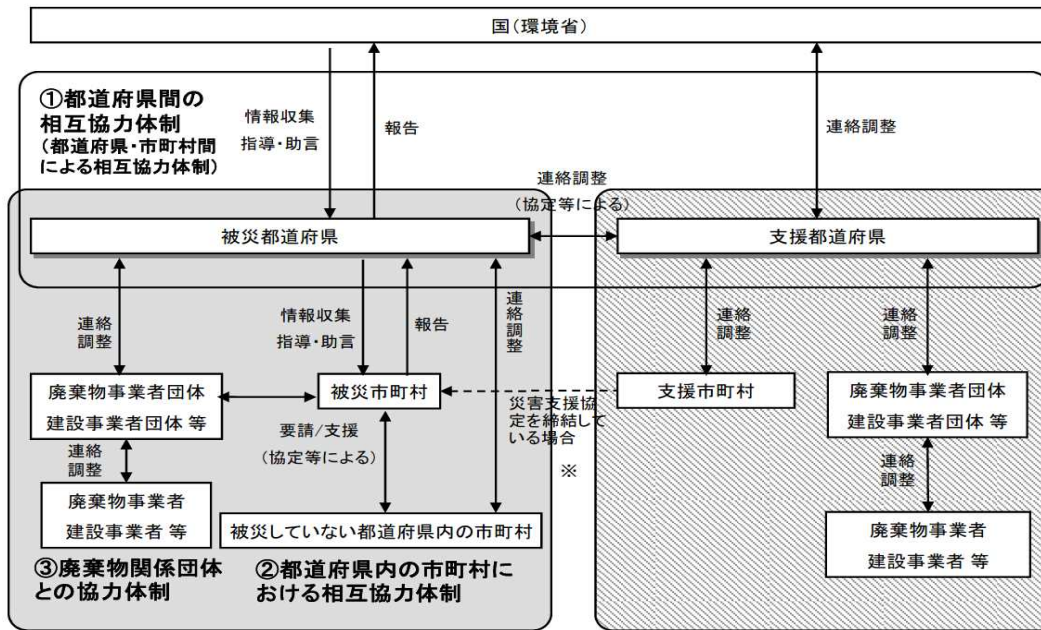 国(環境省)
①都道府県間の
相互協力体制
(都道府県・市町村間
による相互協力体制)
情報収集
指導・助言
報告
連絡調整
連絡調整
(協定等による)
被災都道府県
支援都道府県
連絡
調整
情報収集
指導・助言
報告
連絡調整
連絡
調整
連絡
調整
廃棄物事業者団体
建設事業者団体 等
被災市町村
災害支援協
定を締結して
いる場合
※
支援市町村
廃棄物事業者団体
建設事業者団体 等
連絡
調整
要請/支援
(協定等による)
連絡
調整
廃棄物事業者
建設事業者 等
被災していない都道府県内の市町村
廃棄物事業者
建設事業者 等
③廃棄物関係団体
との協力体制
②都道府県内の市町村に
おける相互協力体制